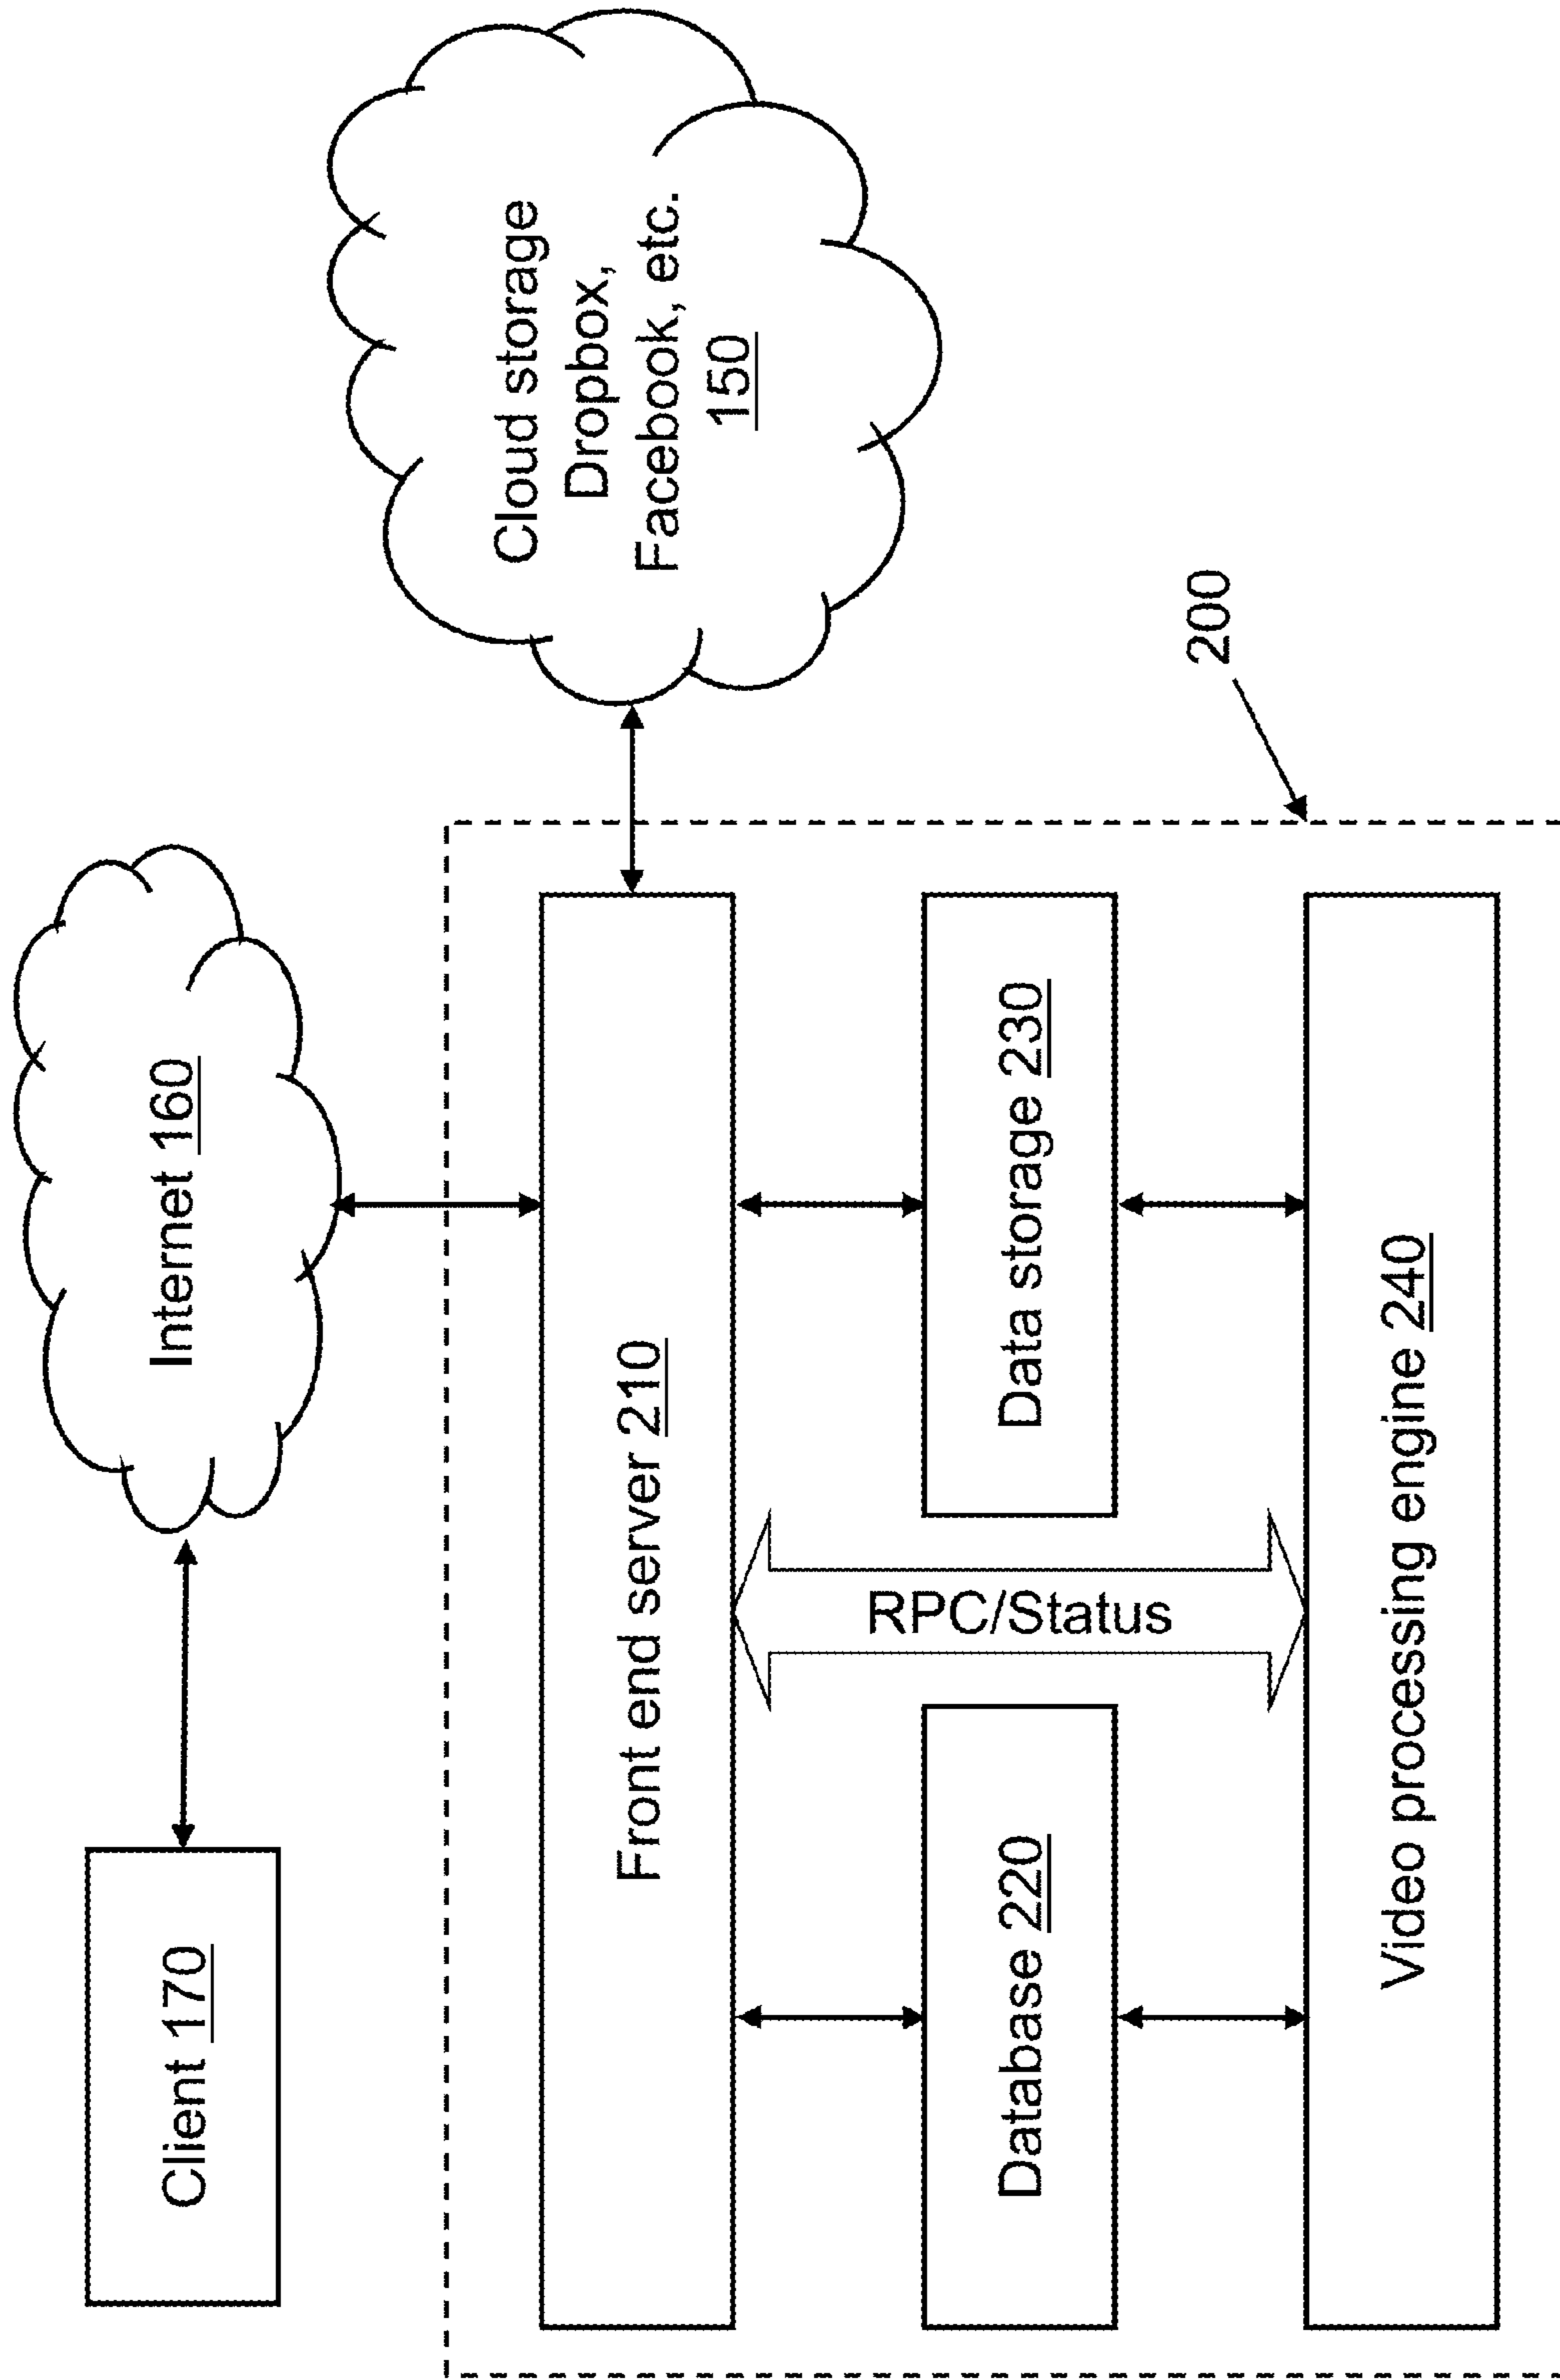 Client 170
Internet 160
Cloud storage
Dropbox,
Facebook, etc.
150
200
Front end server 210
Database 220
RPC/Status
Data storage 230
Video processing engine 240